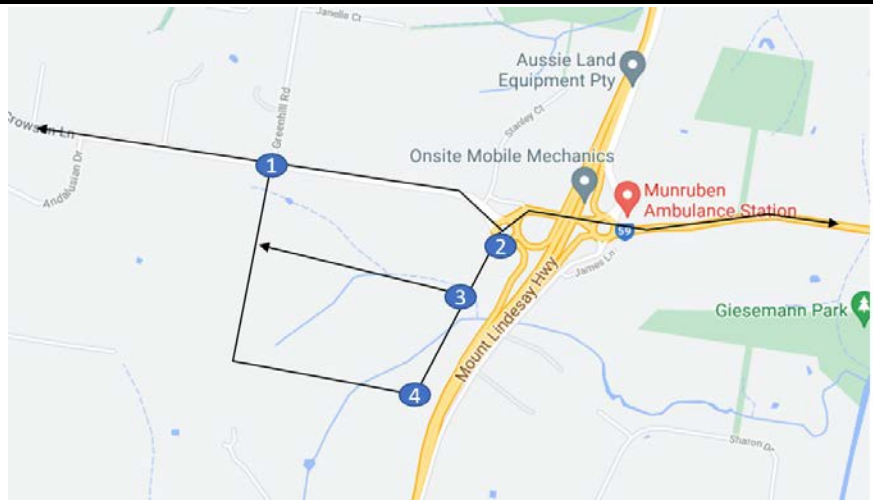 Janella Ct
Aussie Land
Equipment Pty
Greenhill Rd
Stanley Ct
Crowson Ln
Onsite Mobile Mechanics
1
Munruben
Ambulance Station
Andalusian Dr
59
2
James Ln
3
Mount Lindesay Hwy
Giesemann Park
4
Sharon Dr